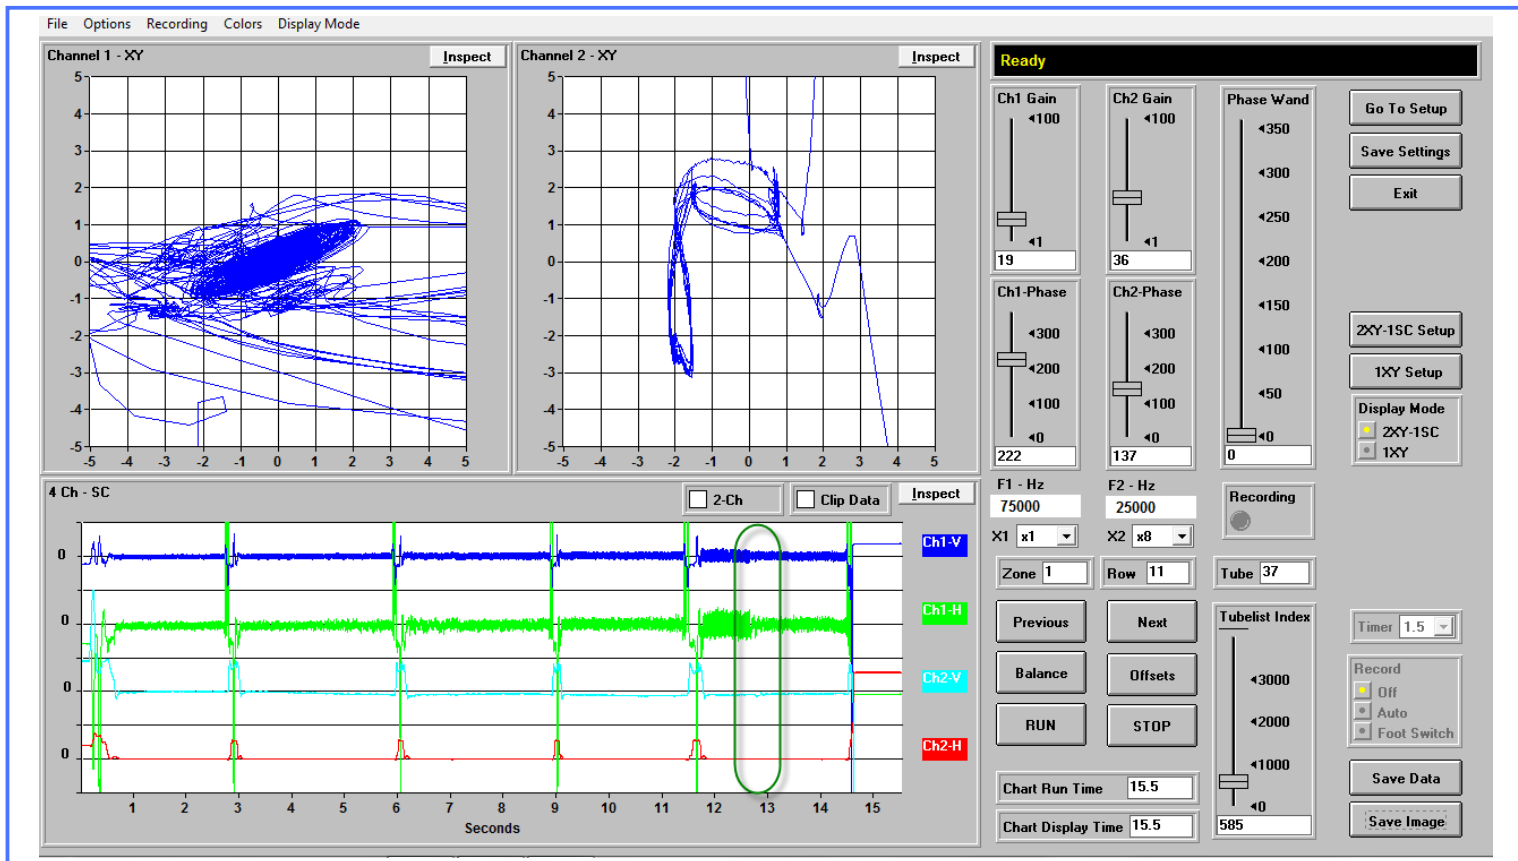 File Options Recording Colors Display Mode
Channel 1 - XY Inspect
5
4
3
2
1
0
-1
-2
-3
-4
-5
-5 -4 -3 -2 -1 0 1 2 3 4 5
Channel 2 - XY Inspect
5
4
3
2
1
0
-1
-2
-3
-4
-5
-5 -4 -3 -2 -1 0 1 2 3 4 5
4 Ch - SC 2-Ch Clip Data Inspect
0 Ch1-V
0 Ch1-H
0 Ch2-V
0 Ch2-H
1 2 3 4 5 6 7 8 9 10 11 12 13 14 15
Seconds
Ready
Ch1 Gain
100
1
19
Ch2 Gain
100
1
36
Phase Wand
350
300
250
200
150
100
50
0
0
Ch1-Phase
300
200
100
0
222
Ch2-Phase
300
200
100
0
137
Go To Setup
Save Settings
Exit
2XY-1SC Setup
1XY Setup
Display Mode
2XY-1SC
1XY
F1 - Hz
75000
F2 - Hz
25000
Recording
X1 x1
X2 x8
Zone 1
Row 11
Tube 37
Previous Next
Balance Offsets
RUN STOP
Tubelist Index
3000
2000
1000
0
585
Timer 1.5
Record
Off
Auto
Foot Switch
Chart Run Time 15.5
Chart Display Time 15.5
Save Data
Save Image